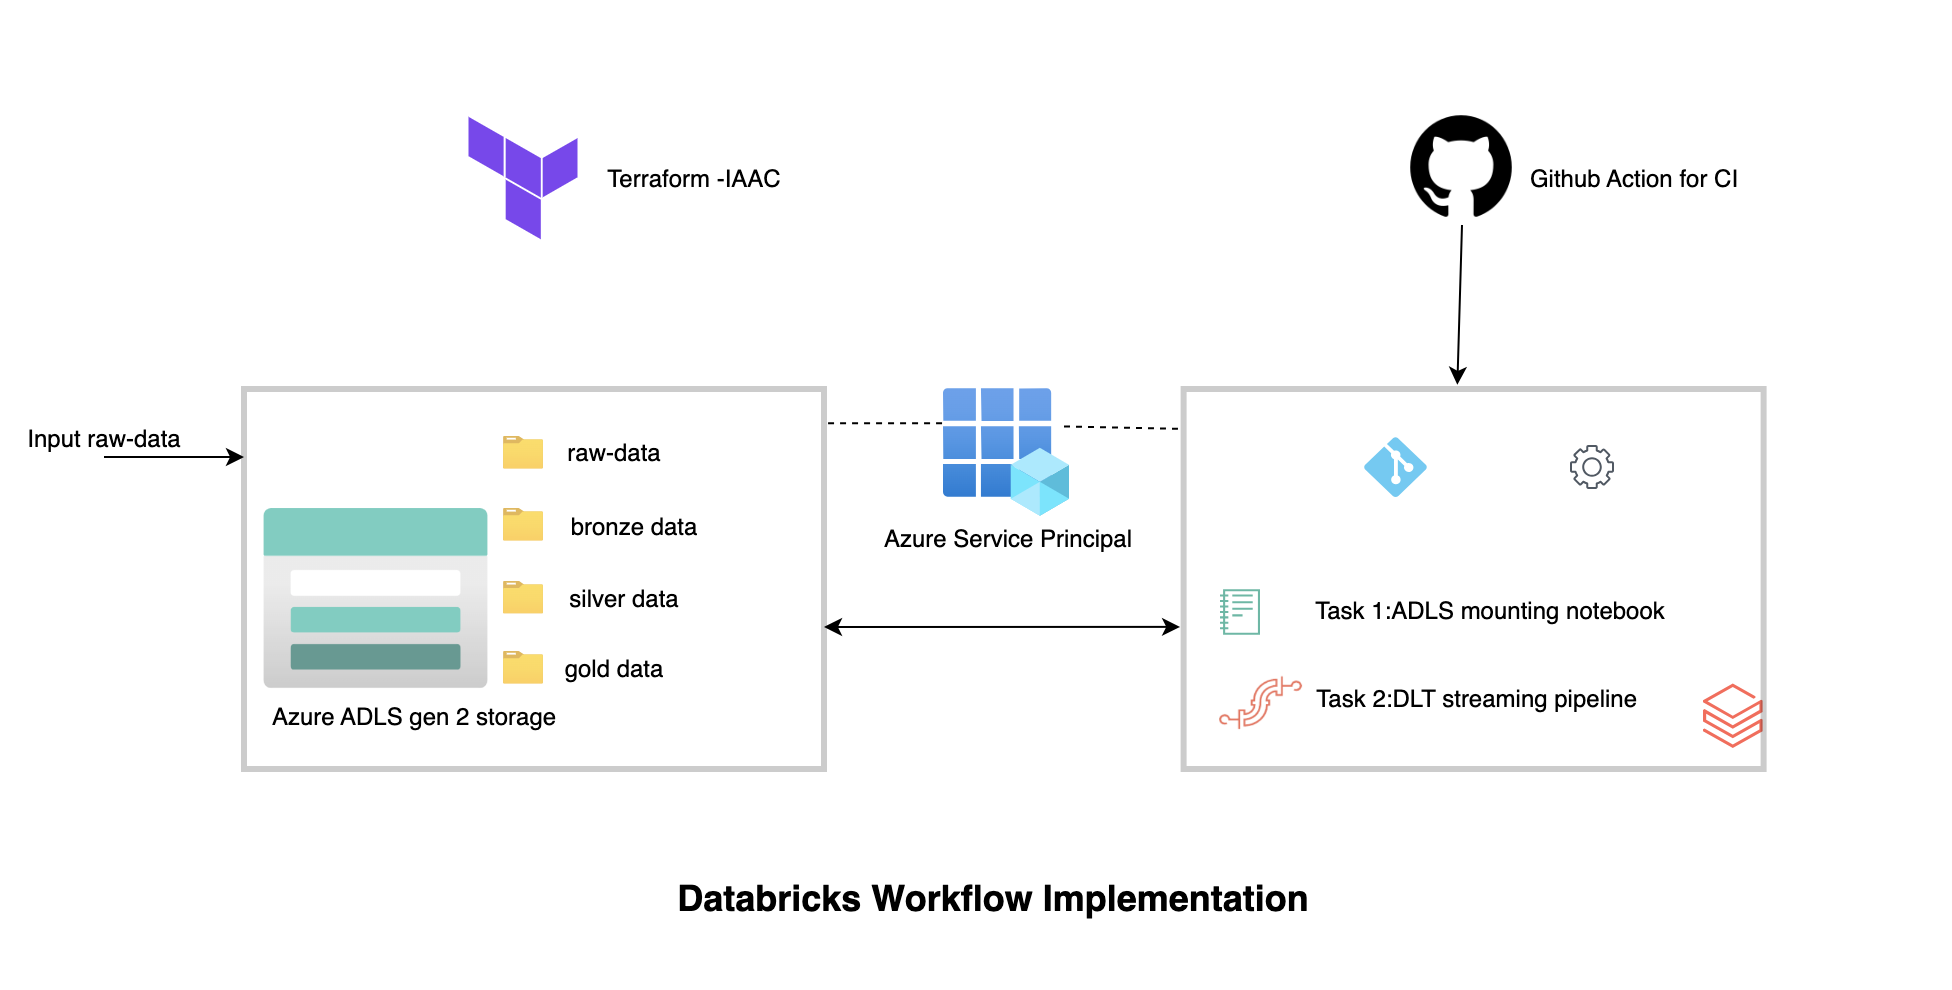 Terraform -IAAC
Github Action for CI
Input raw-data
raw-data
bronze data
silver data
gold data
Azure ADLS gen 2 storage
Azure Service Principal
Task 1:ADLS mounting notebook
Task 2:DLT streaming pipeline
Databricks Workflow Implementation